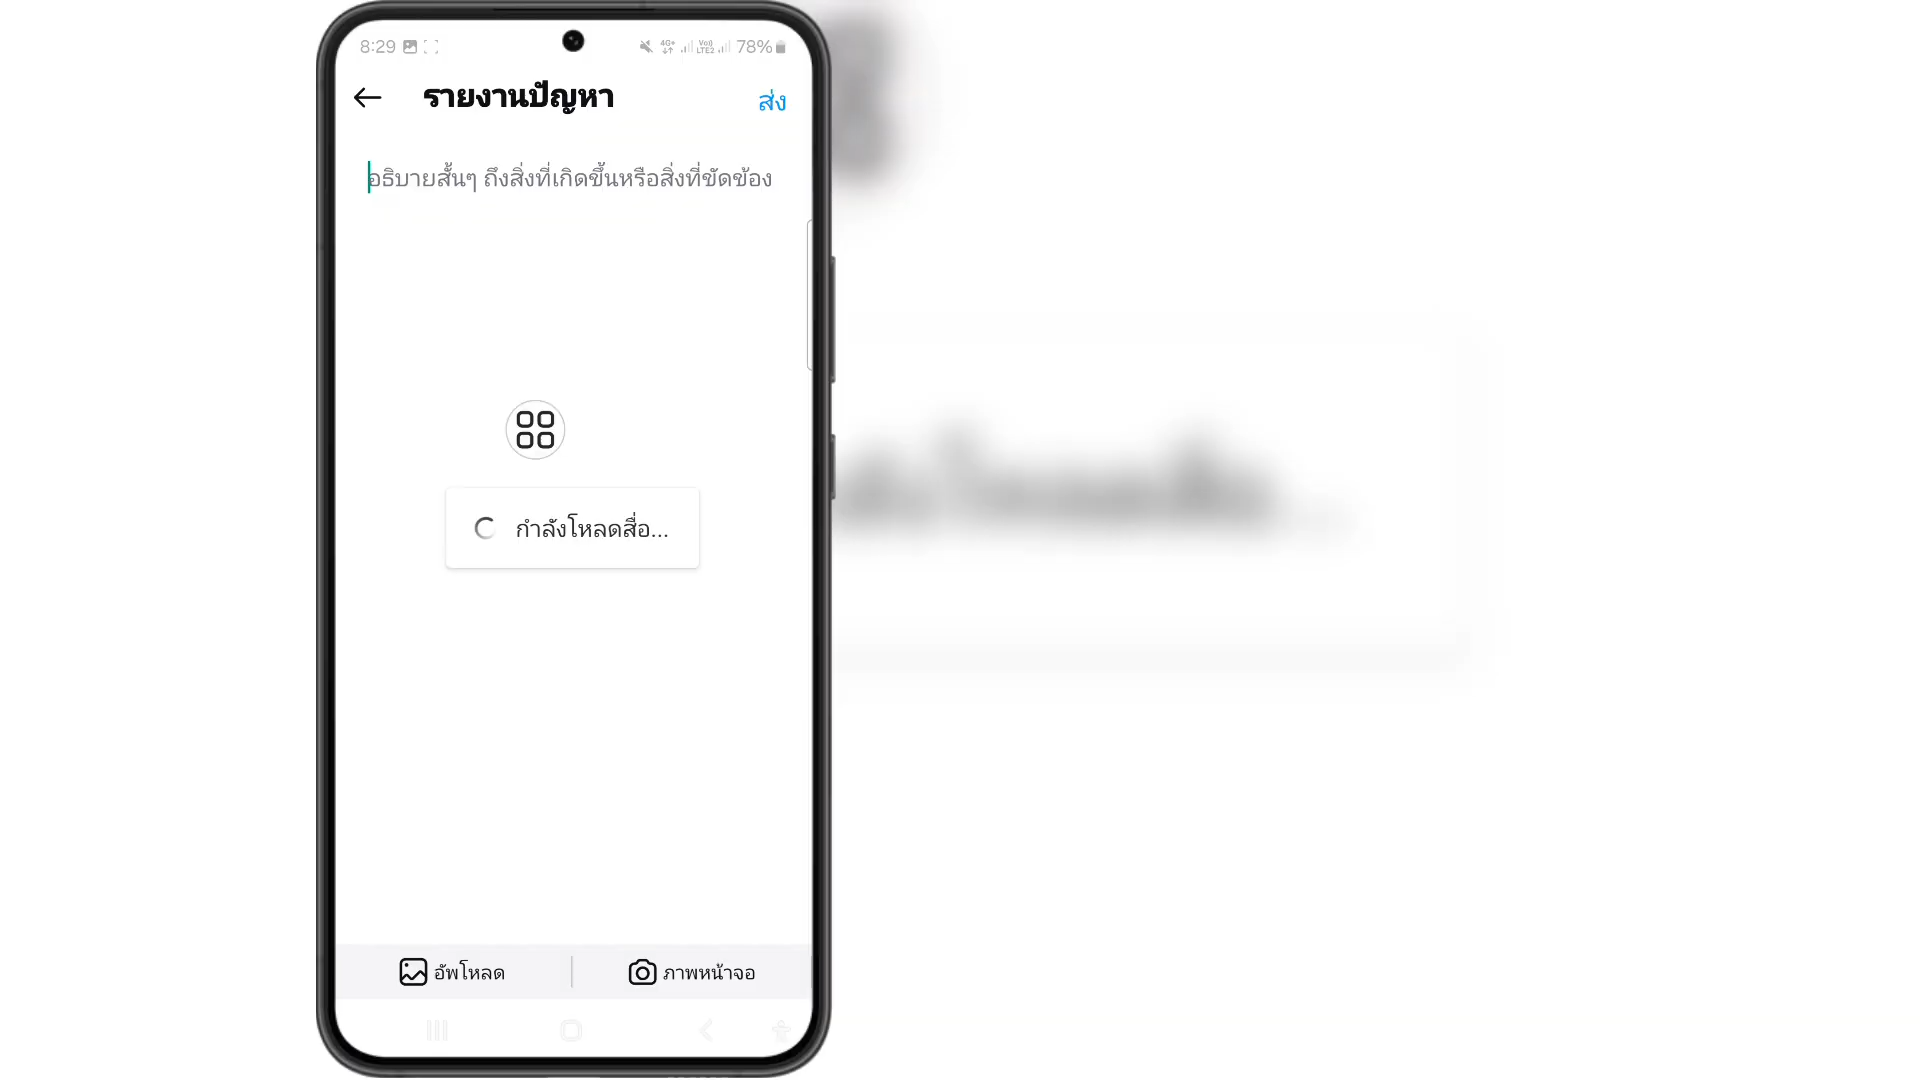 8:29 4G+ Vo) LTE2 78%
รายงานปัญหา
ส่ง
อธิบายสั้นๆ ถึงสิ่งที่เกิดขึ้นหรือสิ่งที่ขัดข้อง
กำลังโหลดสื่อ...
อัพโหลด
ภาพหน้าจอ